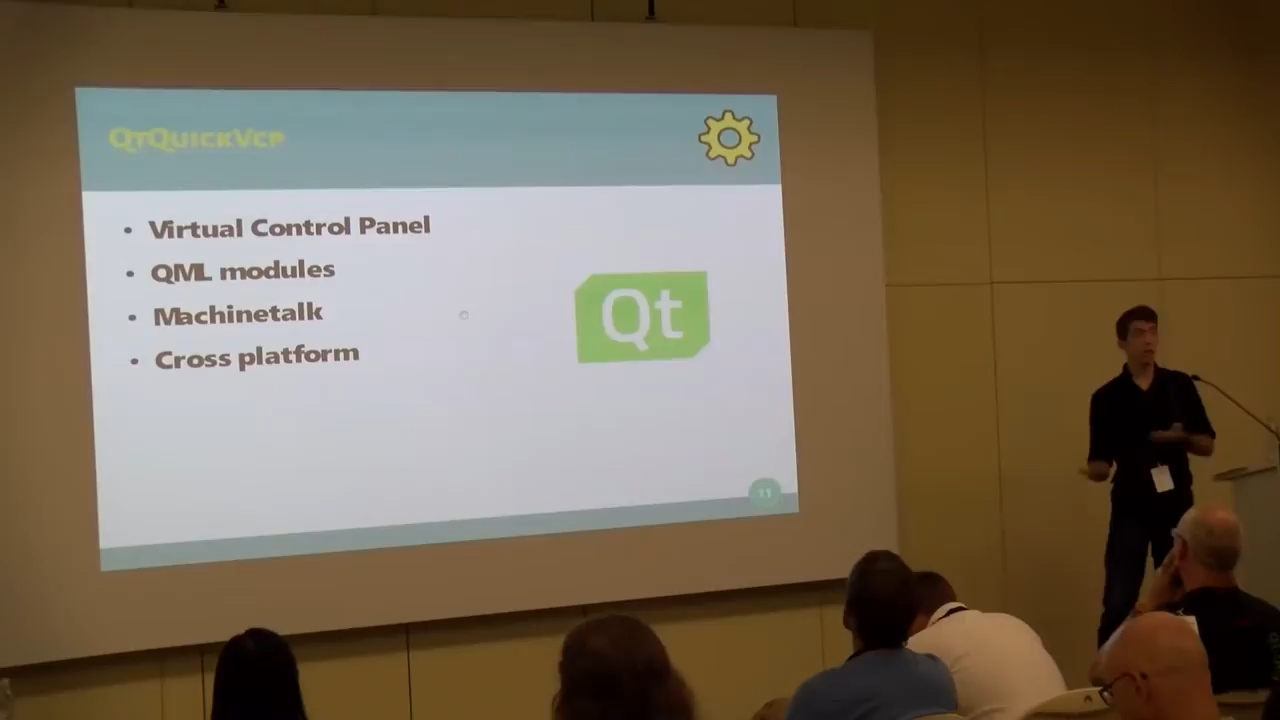 QtQuickVcp
• Virtual Control Panel
• QML modules
• Machinetalk
• Cross platform
Qt
11